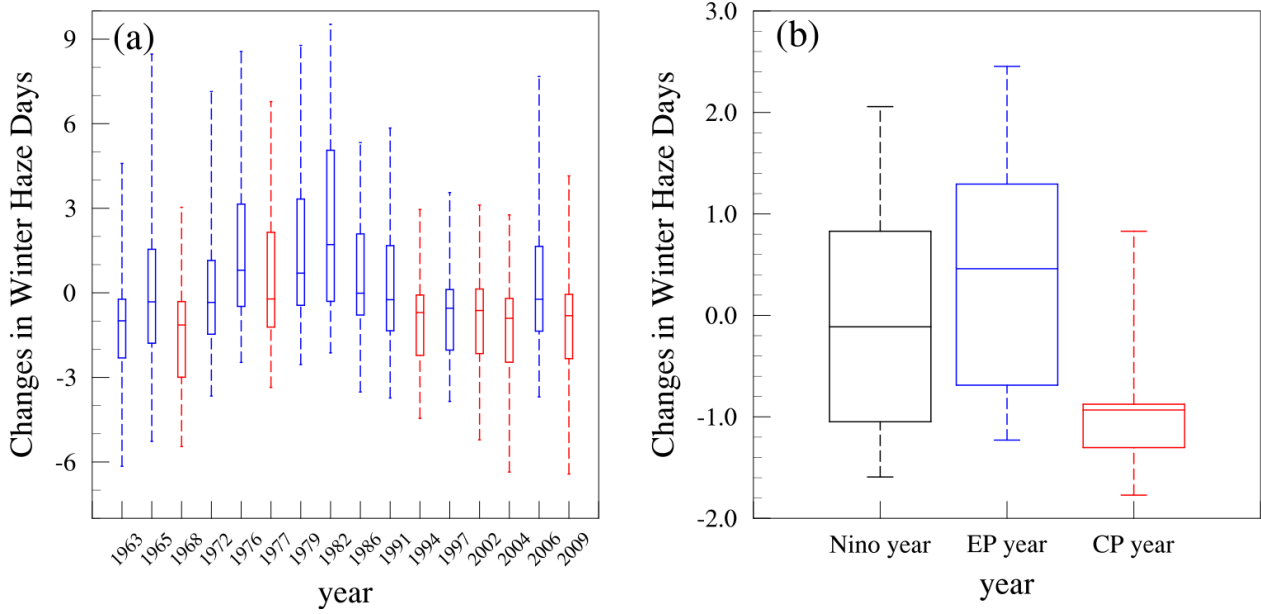 (a)
Changes in Winter Haze Days
9
6
3
0
-3
-6
1963 1965 1968 1972 1976 1977 1979 1982 1986 1991 1994 1997 2002 2004 2006 2009
year
(b)
Changes in Winter Haze Days
3.0
2.0
1.0
0.0
-1.0
-2.0
Nino year EP year CP year
year